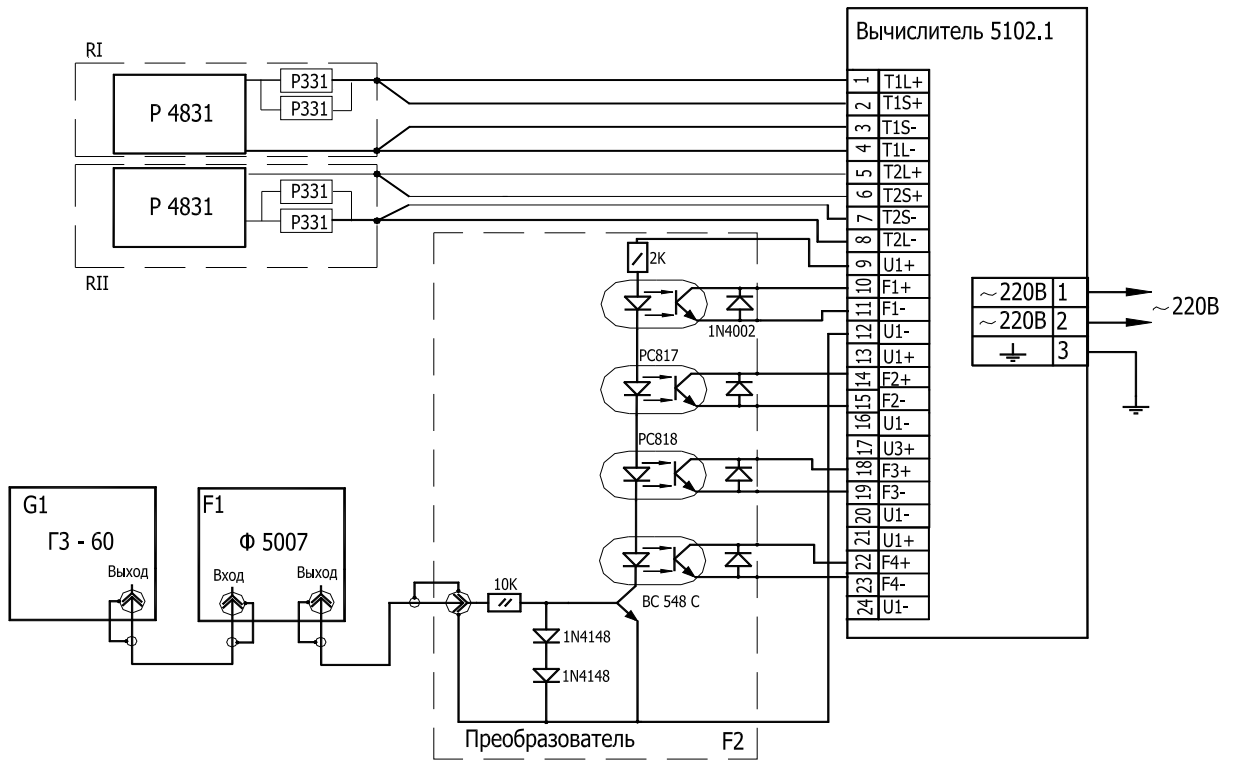 Вычислитель 5102.1
RI
P 4831
P331
P331
P 4831
P331
P331
RII
1 T1L+
2 T1S+
3 T1S-
4 T1L-
5 T2L+
6 T2S+
7 T2S-
8 T2L-
9 U1+
10 F1+
11 F1-
12 U1-
13 U1+
14 F2+
15 F2-
16 U1-
17 U3+
18 F3+
19 F3-
20 U1-
21 U1+
22 F4+
23 F4-
24 U1-
~220В 1
~220В 2
3
~220В
2K
1N4002
PC817
PC818
G1
ГЗ - 60
Выход
F1
Ф 5007
Вход
Выход
10K
BC 548 C
1N4148
1N4148
Преобразователь
F2